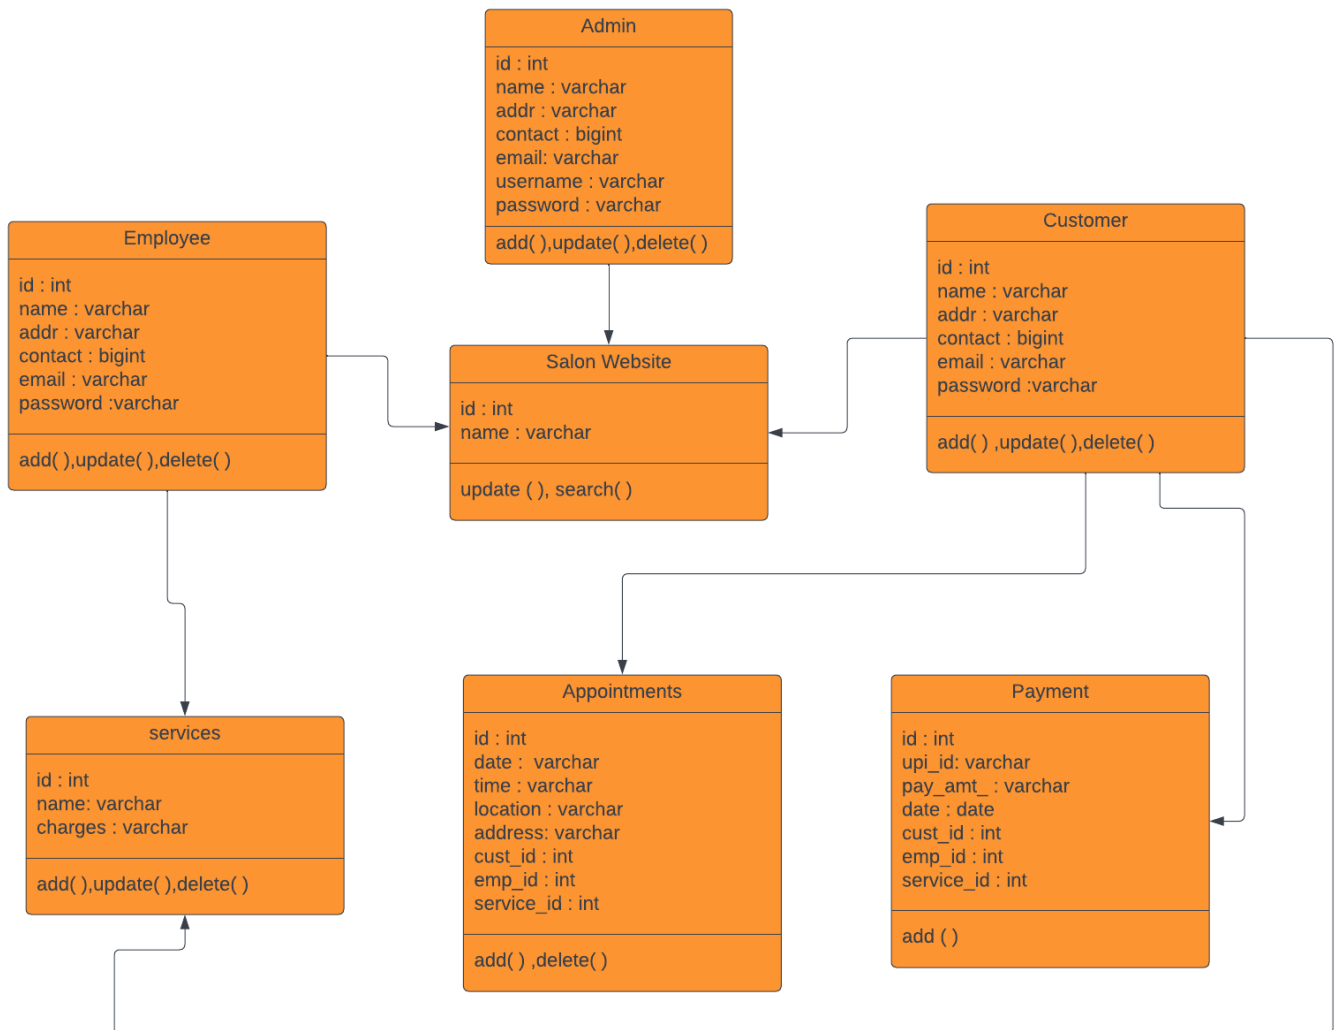 Admin
id : int
name : varchar
addr : varchar
contact : bigint
email: varchar
username : varchar
password : varchar
add( ),update( ),delete( )
Employee
id : int
name : varchar
addr : varchar
contact : bigint
email : varchar
password :varchar
add( ),update( ),delete( )
Customer
id : int
name : varchar
addr : varchar
contact : bigint
email : varchar
password :varchar
add( ) ,update( ),delete( )
Salon Website
id : int
name : varchar
update ( ), search( )
services
id : int
name: varchar
charges : varchar
add( ),update( ),delete( )
Appointments
id : int
date :  varchar
time : varchar
location : varchar
address: varchar
cust_id : int
emp_id : int
service_id : int
add( ) ,delete( )
Payment
id : int
upi_id: varchar
pay_amt_ : varchar
date : date
cust_id : int
emp_id : int
service_id : int
add ( )